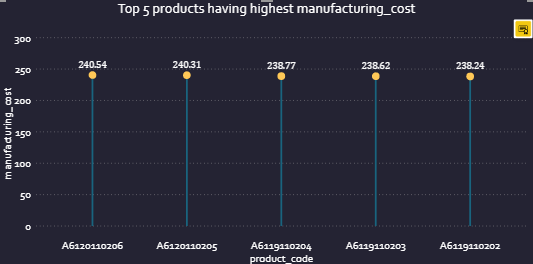 Top 5 products having highest manufacturing_cost
300
250
200
150
100
50
0
manufacturing_cost
240.54
240.31
238.77
238.62
238.24
A6120110206
A6120110205
A6119110204
A6119110203
A6119110202
product_code